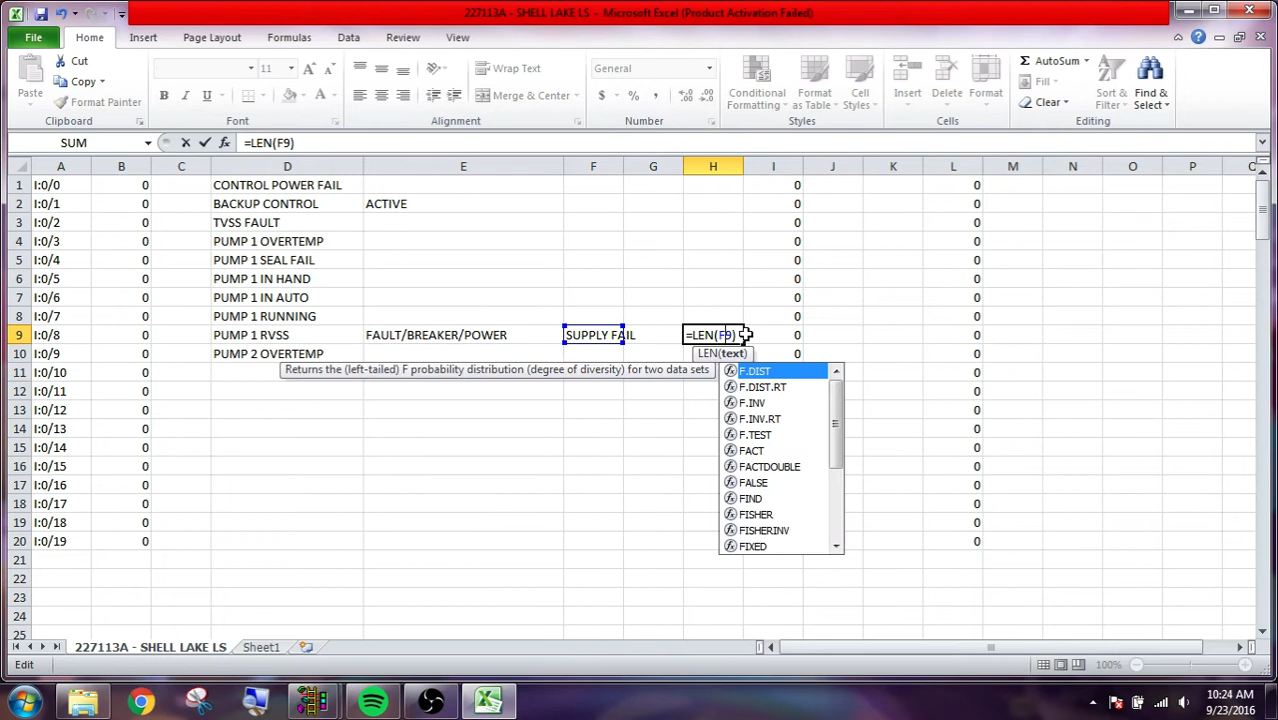 227113A - SHELL LAKE LS - Microsoft Excel (Product Activation Failed)
File Home Insert Page Layout Formulas Data Review View
Paste
Cut
Copy
Format Painter
Clipboard
11
B I U A
Font
Wrap Text
Merge & Center
Alignment
General
$ % ,
Number
Conditional Formatting
Format as Table
Cell Styles
Styles
Insert Delete Format
Cells
AutoSum
Fill
Clear
Sort & Filter
Find & Select
Editing
SUM fx =LEN(F9)
A B C D E F G H I J K L M N O P Q
1 I:0/0 0 CONTROL POWER FAIL 0 0
2 I:0/1 0 BACKUP CONTROL ACTIVE 0 0
3 I:0/2 0 TVSS FAULT 0 0
4 I:0/3 0 PUMP 1 OVERTEMP 0 0
5 I:0/4 0 PUMP 1 SEAL FAIL 0 0
6 I:0/5 0 PUMP 1 IN HAND 0 0
7 I:0/6 0 PUMP 1 IN AUTO 0 0
8 I:0/7 0 PUMP 1 RUNNING 0 0
9 I:0/8 0 PUMP 1 RVSS FAULT/BREAKER/POWER SUPPLY FAIL =LEN(F9) 0 0
10 I:0/9 0 PUMP 2 OVERTEMP LEN(text) 0 0
11 I:0/10 0 Returns the (left-tailed) F probability distribution (degree of diversity) for two data sets F.DIST 0
F.DIST.RT
12 I:0/11 0 F.INV 0
13 I:0/12 0 F.INV.RT 0
14 I:0/13 0 F.TEST 0
15 I:0/14 0 FACT 0
16 I:0/15 0 FACTDOUBLE 0
17 I:0/16 0 FALSE 0
18 I:0/17 0 FIND 0
19 I:0/18 0 FISHER 0
FISHERINV
20 I:0/19 0 FIXED 0
21
22
23
24
25
227113A - SHELL LAKE LS Sheet1
Edit 100%
10:24 AM
9/23/2016